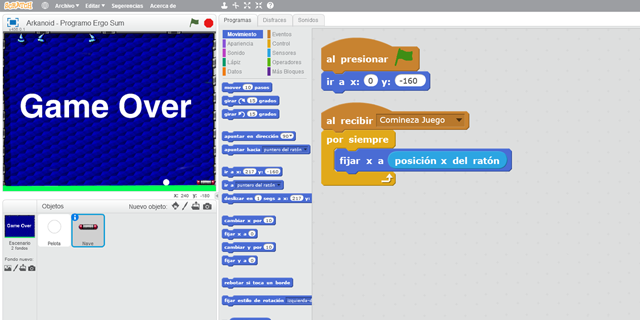 SCRATCH Archivo Editar Sugerencias Acerca de
Arkanoid - Programo Ergo Sum
Programas Disfraces Sonidos
Movimiento Eventos
Apariencia Control
Sonido Sensores
Lápiz Operadores
Datos Más Bloques
mover 10 pasos
girar 15 grados
girar 15 grados
apuntar en dirección 90
apuntar hacia puntero del ratón
ir a x: 217 y: -160
ir a puntero del ratón
deslizar en 1 segs a x: 217 y:
cambiar x por 10
fijar x a 0
cambiar y por 10
fijar y a 0
rebotar si toca un borde
fijar estilo de rotación izquierda-d
al presionar
ir a x: 0 y: -160
al recibir Comineza Juego
por siempre
fijar x a posición x del ratón
Game Over
X: 240 y: -180
Objetos Nuevo objeto:
Game Over
Escenario
2 fondos
Fondo nuevo
Pelota
Nave